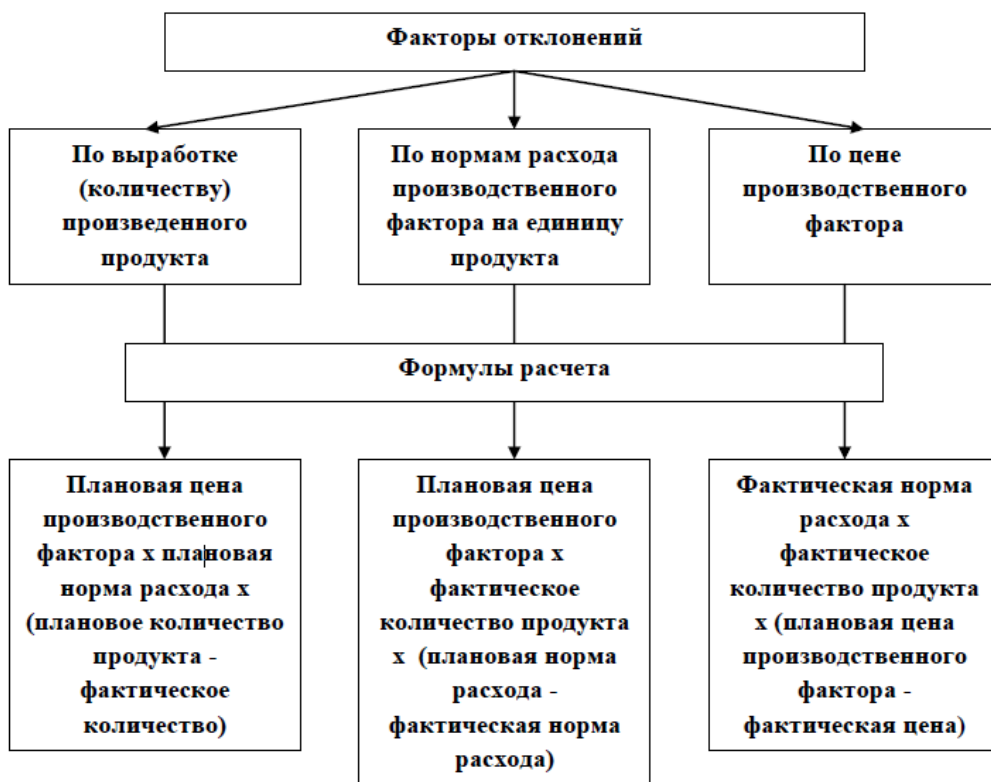 Факторы отклонений
По выработке
(количеству)
произведенного
продукта
По нормам расхода
производственного
фактора на единицу
продукта
По цене
производственного
фактора
Формулы расчета
Плановая цена
производственного
фактора х плановая
норма расхода х
(плановое количество
продукта -
фактическое
количество)
Плановая цена
производственного
фактора х
фактическое
количество продукта
х (плановая норма
расхода -
фактическая норма
расхода)
Фактическая норма
расхода х
фактическое
количество продукта
х (плановая цена
производственного
фактора -
фактическая цена)